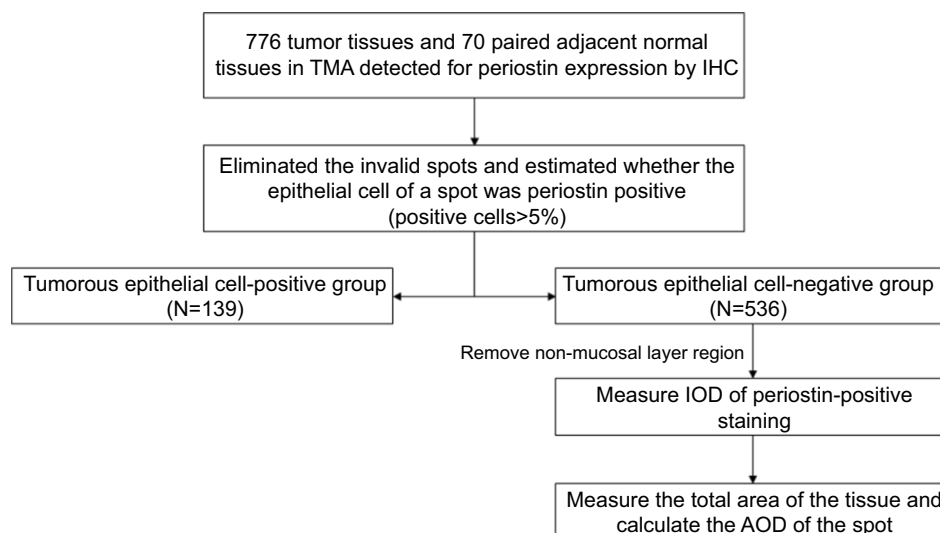 776 tumor tissues and 70 paired adjacent normal
tissues in TMA detected for periostin expression by IHC
Eliminated the invalid spots and estimated whether the
epithelial cell of a spot was periostin positive
(positive cells>5%)
Tumorous epithelial cell-positive group
(N=139)
Tumorous epithelial cell-negative group
(N=536)
Remove non-mucosal layer region
Measure IOD of periostin-positive
staining
Measure the total area of the tissue and
calculate the AOD of the spot